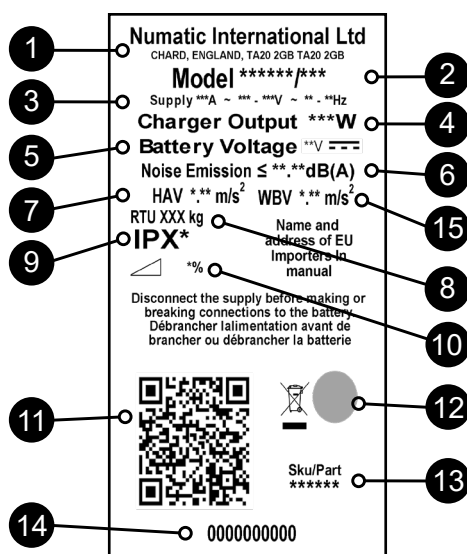 Numatic International Ltd
CHARD, ENGLAND, TA20 2GB TA20 2GB
1
Model ******/***
2
3
Supply ***A ~ *** - ***V ~ ** - **Hz
Charger Output ***W
4
5
Battery Voltage **V
Noise Emission ≤ **.**dB(A)
6
7
HAV *.** m/s² WBV *.** m/s²
15
RTU XXX kg
8
9
IPX*
Name and
address of EU
Importers In
manual
*%
10
Disconnect the supply before making or
breaking connections to the battery
Débrancher lalimentation avant de
brancher ou débrancher la batterie
11
12
Sku/Part
******
13
14
0000000000